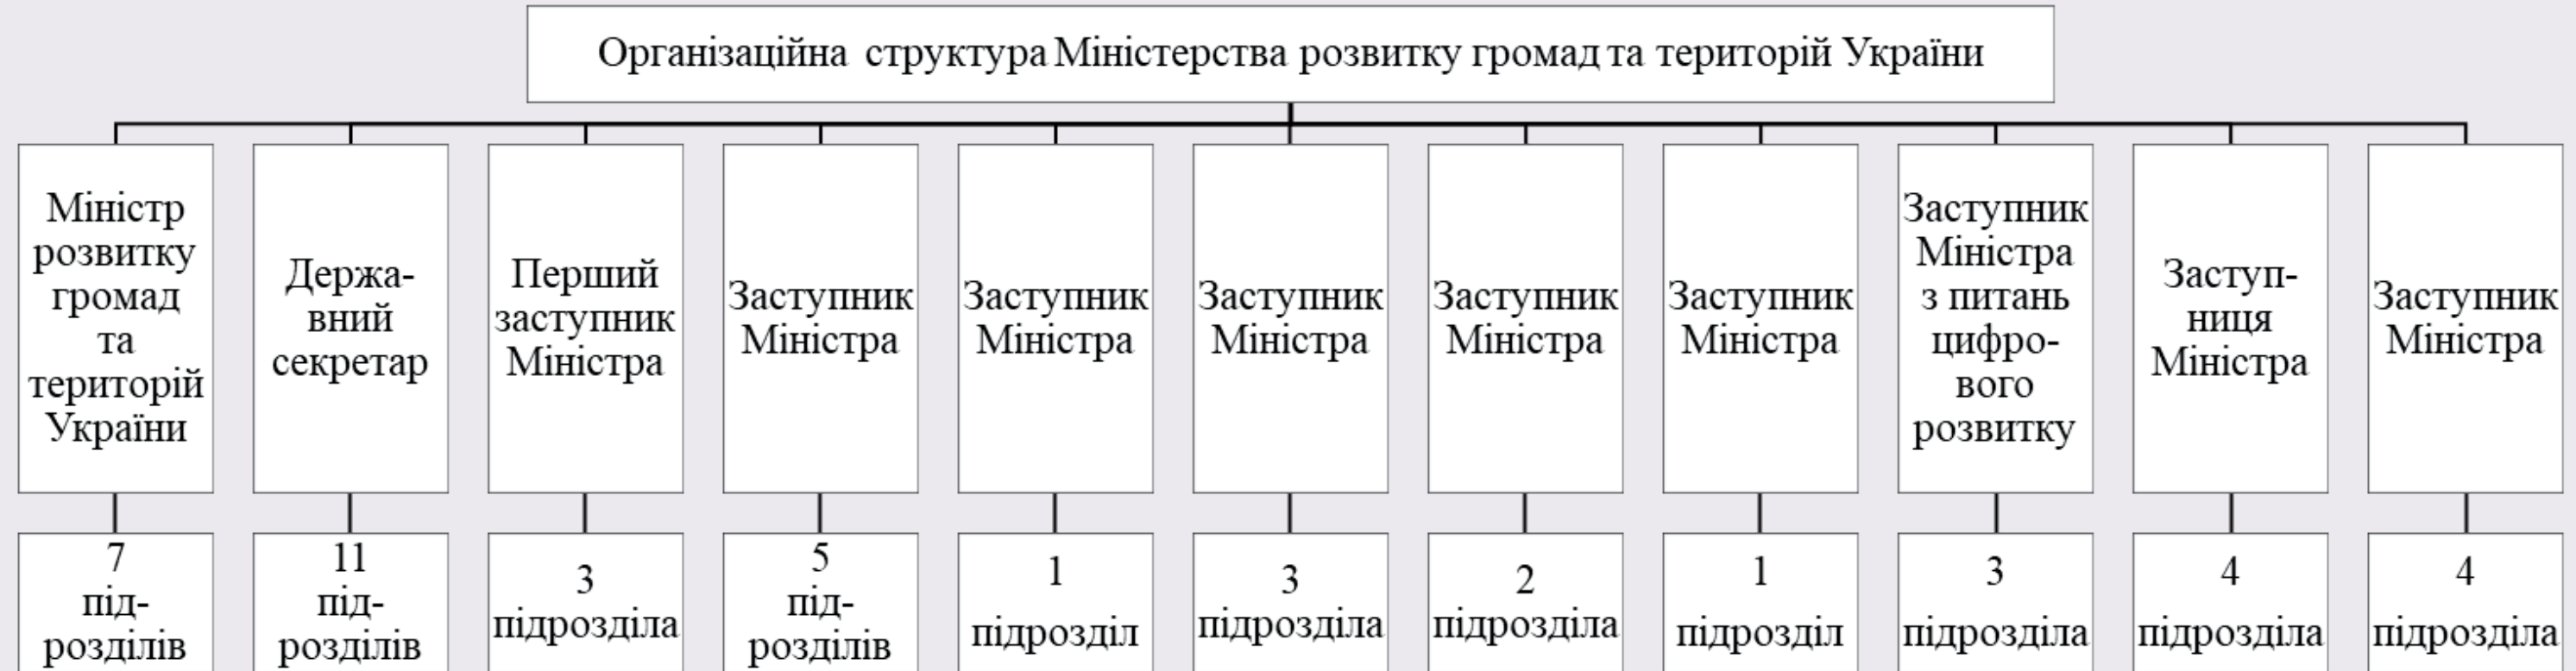 Організаційна структура Міністерства розвитку громад та територій України
Міністр
розвитку
громад
та
територій
України
Держа-
вний
секретар
Перший
заступник
Міністра
Заступник
Міністра
Заступник
Міністра
Заступник
Міністра
Заступник
Міністра
Заступник
Міністра
Заступник
Міністра
з питань
цифро-
вого
розвитку
Заступ-
ниця
Міністра
Заступник
Міністра
7
під-
розділів
11
під-
розділів
3
підрозділа
5
під-
розділів
1
підрозділ
3
підрозділа
2
підрозділа
1
підрозділ
3
підрозділа
4
підрозділа
4
підрозділа